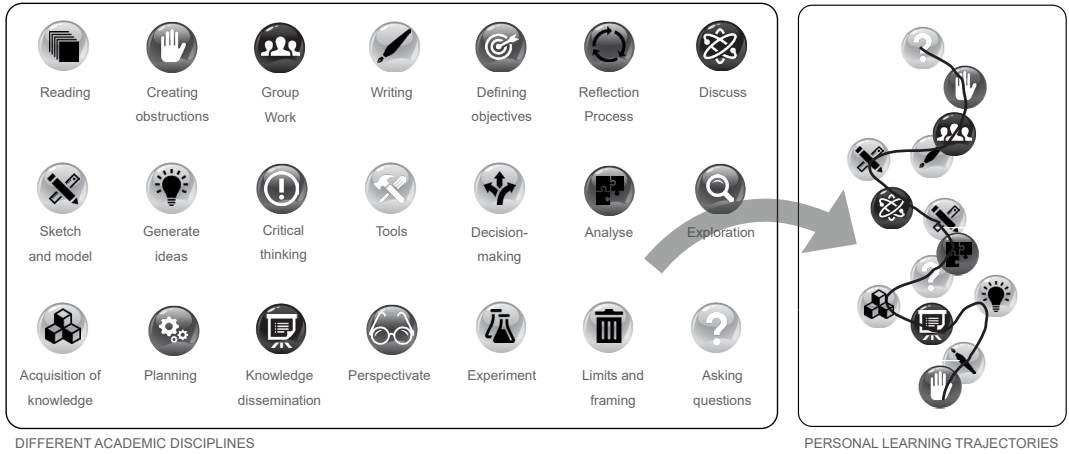 Reading
Creating
obstructions
Group
Work
Writing
Defining
objectives
Reflection
Process
Discuss
Sketch
and model
Generate
ideas
Critical
thinking
Tools
Decision-
making
Analyse
Exploration
Acquisition of
knowledge
Planning
Knowledge
dissemination
Perspectivate
Experiment
Limits and
framing
Asking
questions
DIFFERENT ACADEMIC DISCIPLINES
PERSONAL LEARNING TRAJECTORIES